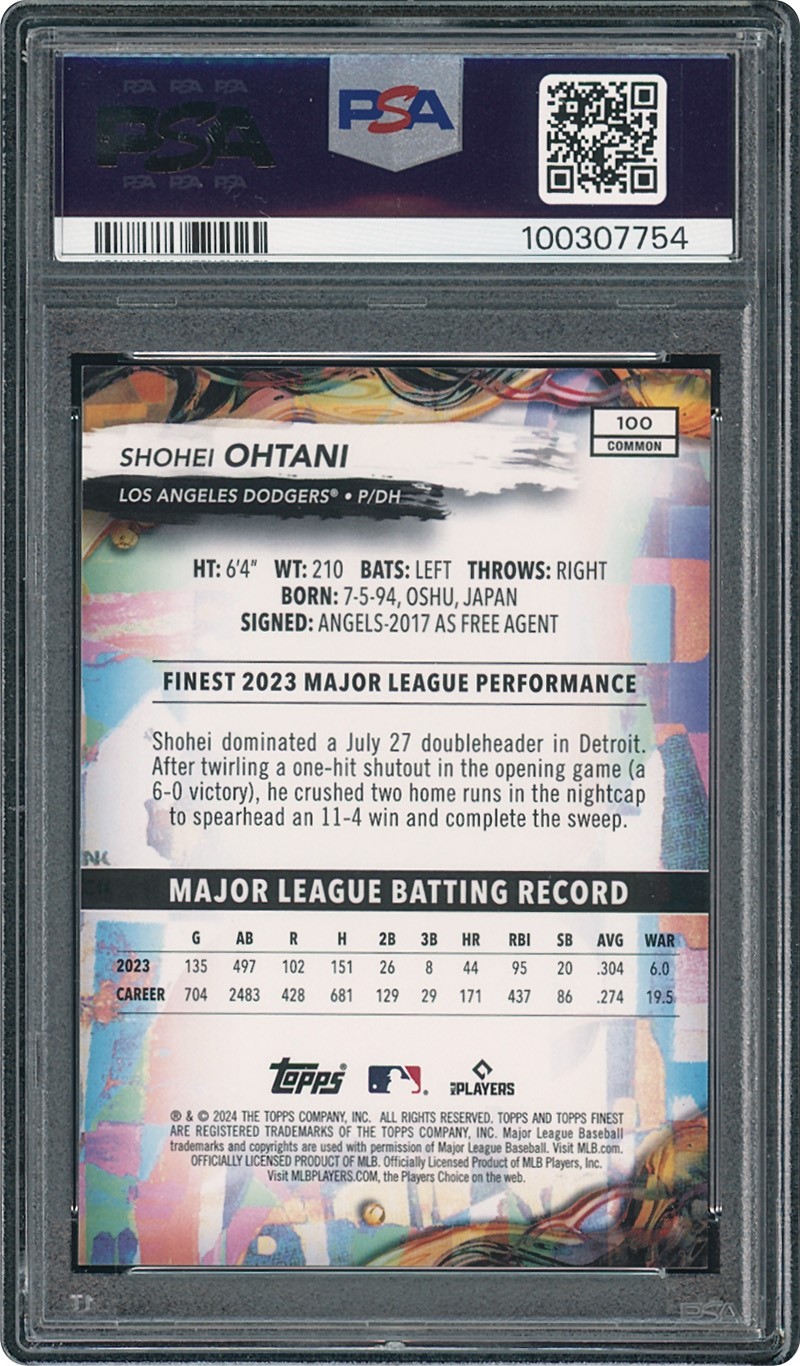 PSA PSA PSA
PSA
PSA PSA PSA
PSA
100307754
100
COMMON
SHOHEI OHTANI
LOS ANGELES DODGERS® • P/DH
HT: 6'4" WT: 210 BATS: LEFT THROWS: RIGHT
BORN: 7-5-94, OSHU, JAPAN
SIGNED: ANGELS-2017 AS FREE AGENT
FINEST 2023 MAJOR LEAGUE PERFORMANCE
Shohei dominated a July 27 doubleheader in Detroit.
After twirling a one-hit shutout in the opening game (a
6-0 victory), he crushed two home runs in the nightcap
to spearhead an 11-4 win and complete the sweep.
MAJOR LEAGUE BATTING RECORD
G AB R H 2B 3B HR RBI SB AVG WAR
2023 135 497 102 151 26 8 44 95 20 .304 6.0
CAREER 704 2483 428 681 129 29 171 437 86 .274 19.5
topps® ® MLB PLAYERS
® & © 2024 THE TOPPS COMPANY, INC. ALL RIGHTS RESERVED. TOPPS AND TOPPS FINEST
ARE REGISTERED TRADEMARKS OF THE TOPPS COMPANY, INC. Major League Baseball
trademarks and copyrights are used with permission of Major League Baseball. Visit MLB.com.
OFFICIALLY LICENSED PRODUCT OF MLB. Officially Licensed Product of MLB Players, Inc.
Visit MLBPLAYERS.COM, the Players Choice on the web.
PSA